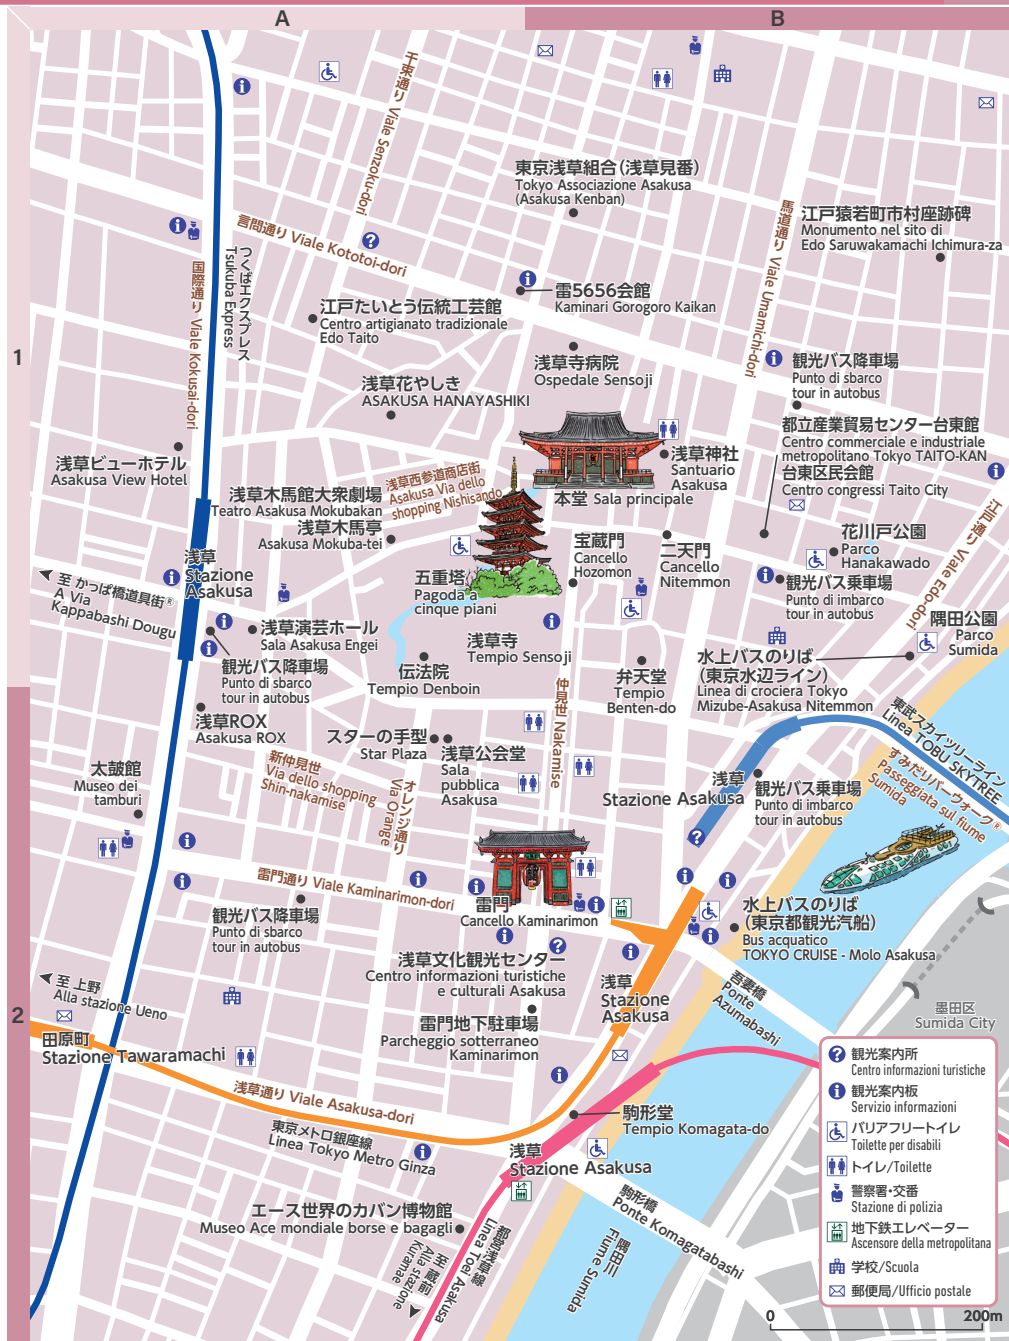 A
B
1
2
千束通り Viale Senzoku-dori
東京浅草組合(浅草見番)
Tokyo Associazione Asakusa
(Asakusa Kenban)
馬道通り Viale Umamichi-dori
江戸猿若町市村座跡碑
Monumento nel sito di
Edo Saruwakamachi Ichimura-za
言問通り Viale Kototoi-dori
つくばエクスプレス
Tsukuba Express
国際通り Viale Kokusai-dori
雷5656会館
Kaminari Gorogoro Kaikan
江戸たいとう伝統工芸館
Centro artigianato tradizionale
Edo Taito
浅草寺病院
Ospedale Sensoji
観光バス降車場
Punto di sbarco
tour in autobus
浅草花やしき
ASAKUSA HANAYASHIKI
都立産業貿易センター台東館
Centro commerciale e industriale
metropolitano Tokyo TAITO-KAN
台東区民会館
Centro congressi Taito City
浅草ビューホテル
Asakusa View Hotel
浅草西参道商店街
Asakusa Via dello
shopping Nishisando
浅草神社
Santuario
Asakusa
本堂 Sala principale
浅草木馬館大衆劇場
Teatro Asakusa Mokubakan
浅草木馬亭
Asakusa Mokuba-tei
江戸通り Viale Edo-dori
花川戸公園
Parco
Hanakawado
宝蔵門
Cancello
Hozomon
二天門
Cancello
Nitemmon
浅草
Stazione
Asakusa
至 かっぱ橋道具街®
A Via
Kappabashi Dougu
五重塔
Pagoda a
cinque piani
観光バス乗車場
Punto di imbarco
tour in autobus
隅田公園
Parco
Sumida
浅草演芸ホール
Sala Asakusa Engei
浅草寺
Tempio Sensoji
観光バス降車場
Punto di sbarco
tour in autobus
伝法院
Tempio Denboin
弁天堂
Tempio
Benten-do
水上バスのりば
(東京水辺ライン)
Linea di crociera Tokyo
Mizube-Asakusa Nitemmon
仲見世 Nakamise
浅草ROX
Asakusa ROX
スターの手型
Star Plaza
浅草公会堂
Sala
pubblica
Asakusa
東武スカイツリーライン
Linea TOBU SKYTREE
すみだリバーウォーク®
Passeggiata sul fiume
Sumida
新仲見世
Via dello shopping
Shin-nakamise
オレンジ通り
Via Orange
太鼓館
Museo dei
tamburi
浅草
Stazione Asakusa
観光バス乗車場
Punto di imbarco
tour in autobus
雷門通り Viale Kaminarimon-dori
観光バス降車場
Punto di sbarco
tour in autobus
雷門
Cancello Kaminarimon
水上バスのりば
(東京都観光汽船)
Bus acquatico
TOKYO CRUISE - Molo Asakusa
浅草文化観光センター
Centro informazioni turistiche
e culturali Asakusa
至 上野
Alla stazione Ueno
浅草
Stazione
Asakusa
吾妻橋
Ponte
Azumabashi
墨田区
Sumida City
田原町
Stazione Tawaramachi
雷門地下駐車場
Parcheggio sotterraneo
Kaminarimon
浅草通り Viale Asakusa-dori
東京メトロ銀座線
Linea Tokyo Metro Ginza
駒形堂
Tempio Komagata-do
浅草
Stazione Asakusa
駒形橋
Ponte Komagatabashi
エース世界のカバン博物館
Museo Ace mondiale borse e bagagli
都営浅草線
Linea Toei Asakusa
至 蔵前
Alla stazione
Kuramae
隅田川
Fiume Sumida
観光案内所
Centro informazioni turistiche
観光案内板
Servizio informazioni
バリアフリートイレ
Toilette per disabili
トイレ/Toilette
警察署・交番
Stazione di polizia
地下鉄エレベーター
Ascensore della metropolitana
学校/Scuola
郵便局/Ufficio postale
0 200m